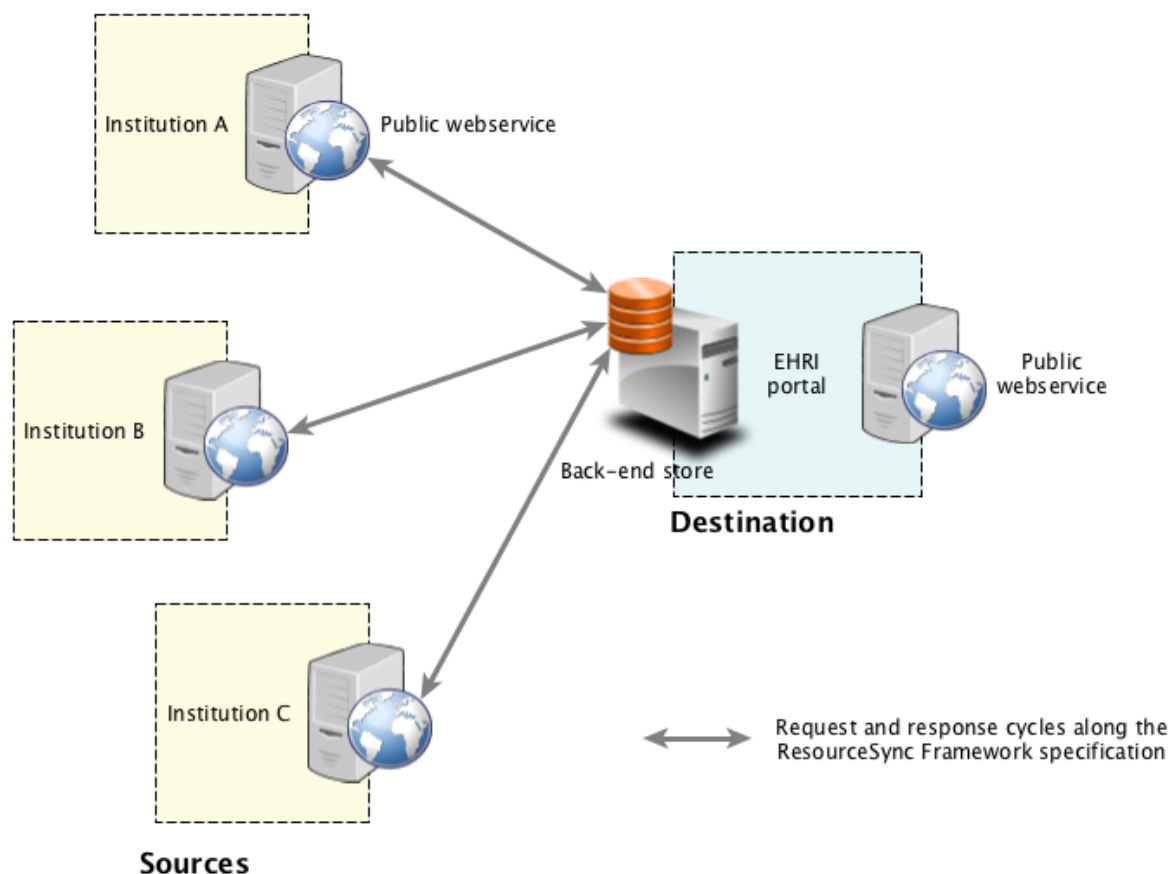 Institution A
Public webservice
EHRI
portal
Public
webservice
Institution B
Back-end store
Destination
Institution C
Request and response cycles along the
ResourceSync Framework specification
Sources